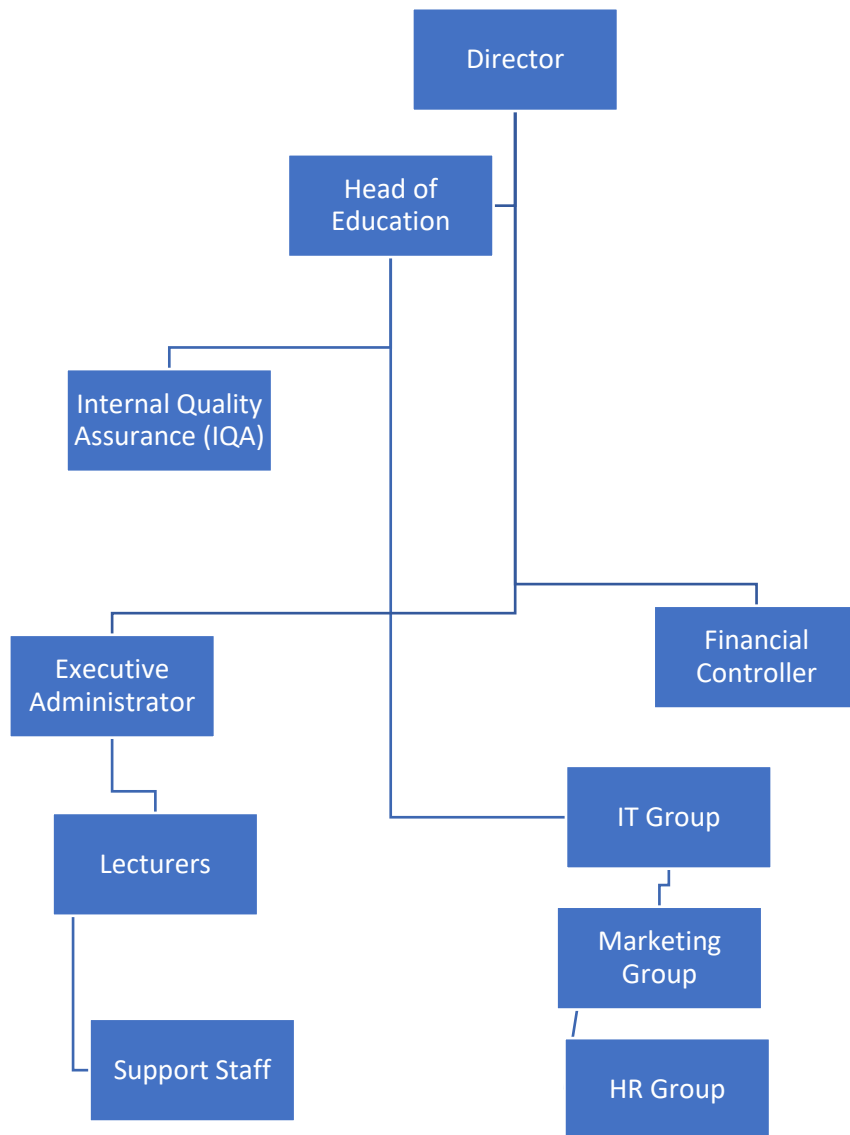 Director
Head of
Education
Internal Quality
Assurance (IQA)
Executive
Administrator
Financial
Controller
IT Group
Lecturers
Marketing
Group
Support Staff
HR Group